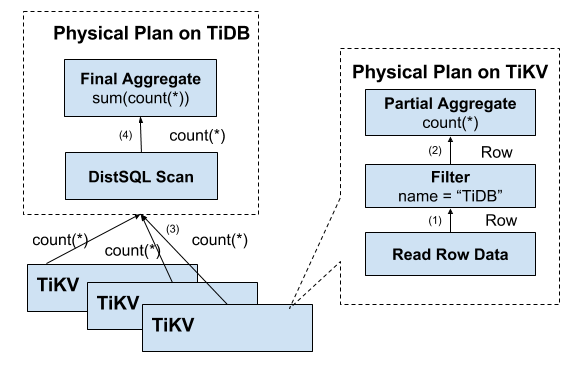 Physical Plan on TiDB
Final Aggregate
sum(count(*))
(4)
count(*)
DistSQL Scan
count(*)
count(*)
(3)
count(*)
TiKV
TiKV
TiKV
Physical Plan on TiKV
Partial Aggregate
count(*)
(2)
Row
Filter
name = “TiDB”
(1)
Row
Read Row Data